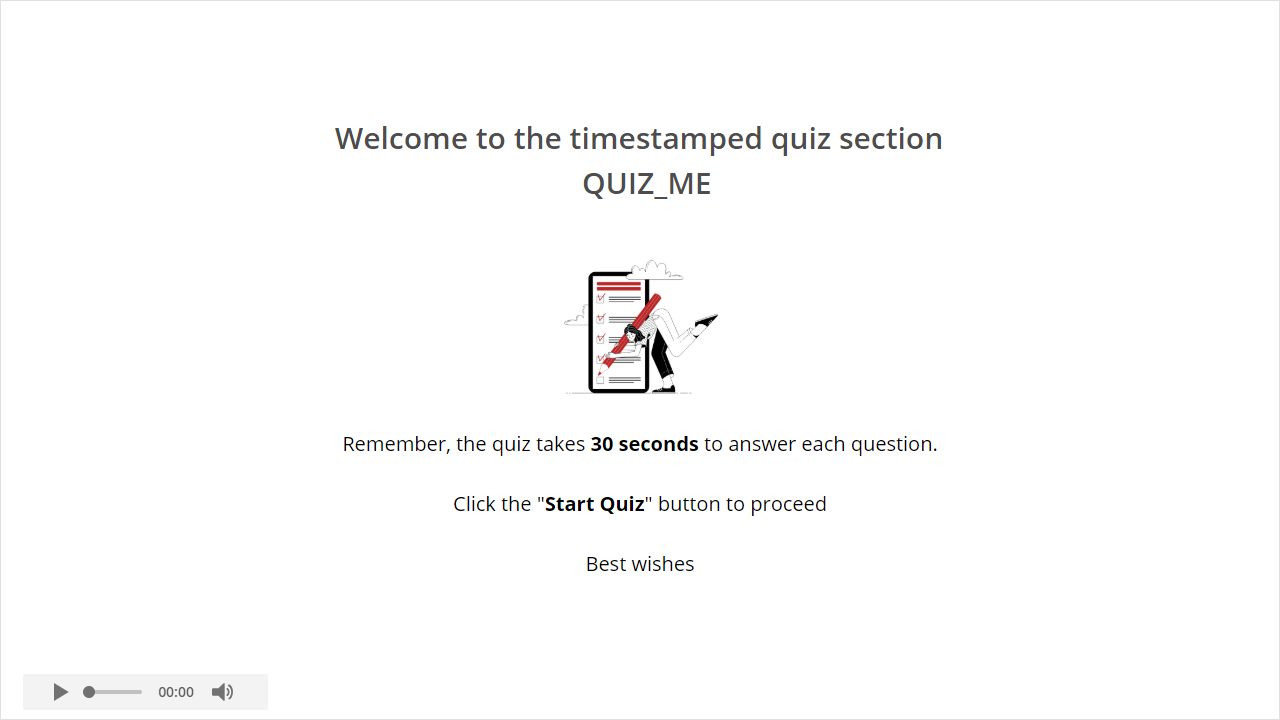 Welcome to the timestamped quiz section
QUIZ_ME
Remember, the quiz takes 30 seconds to answer each question.
Click the "Start Quiz" button to proceed
Best wishes
00:00